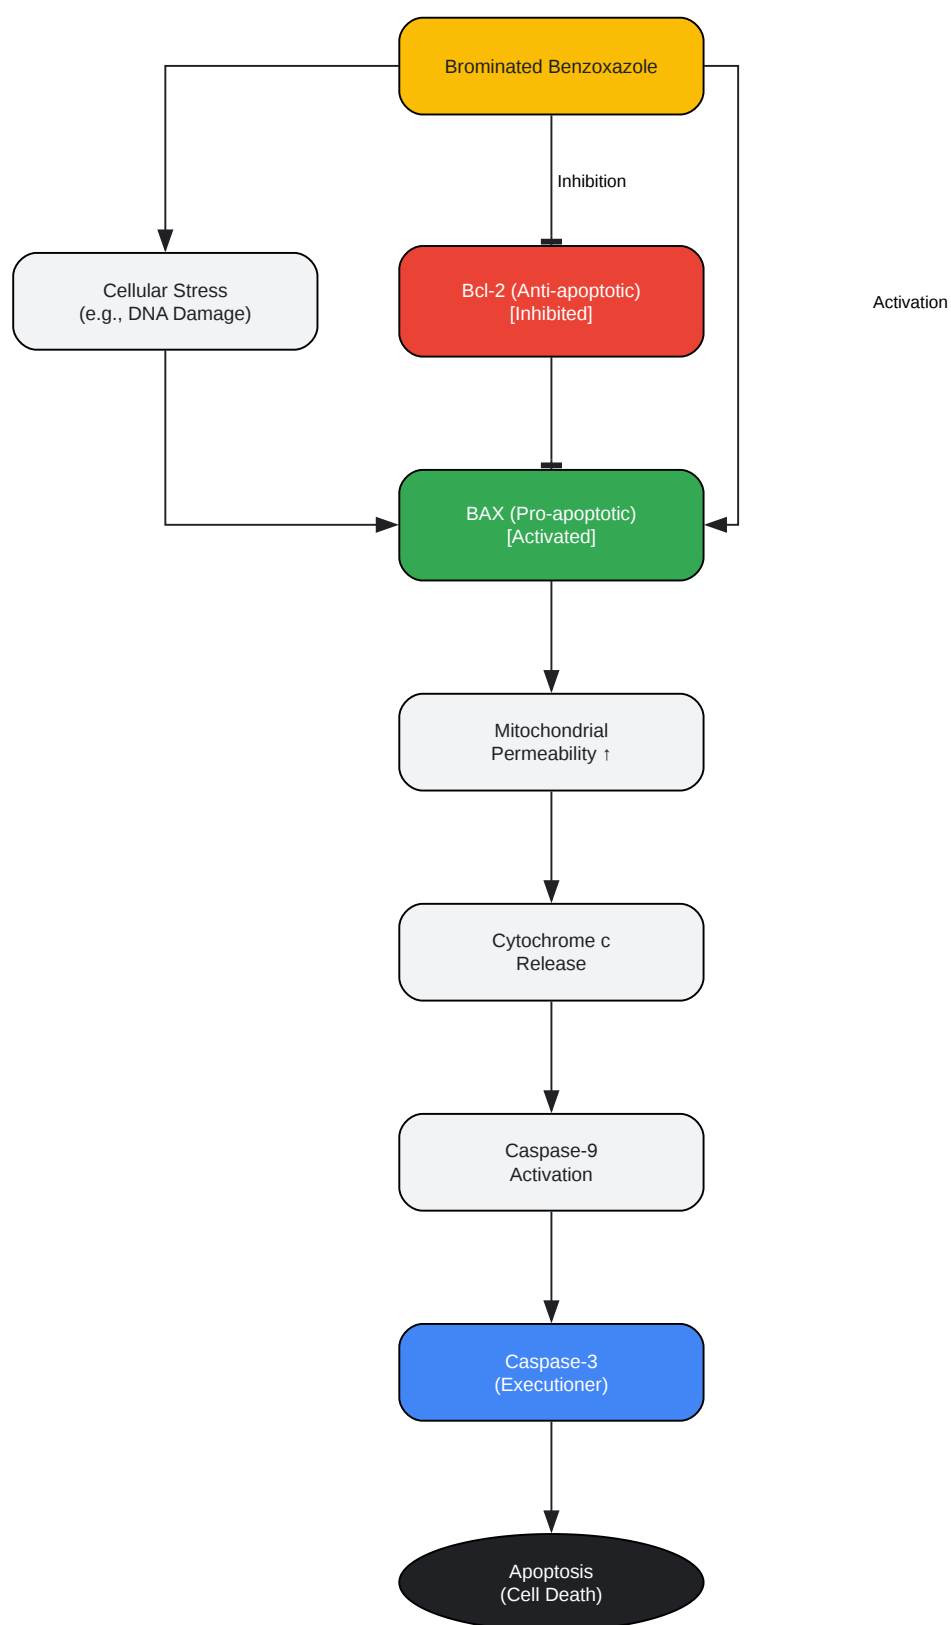 Brominated Benzoxazole
Inhibition
Cellular Stress
(e.g., DNA Damage)
Bcl-2 (Anti-apoptotic)
[Inhibited]
Activation
BAX (Pro-apoptotic)
[Activated]
Mitochondrial
Permeability ↑
Cytochrome c
Release
Caspase-9
Activation
Caspase-3
(Executioner)
Apoptosis
(Cell Death)